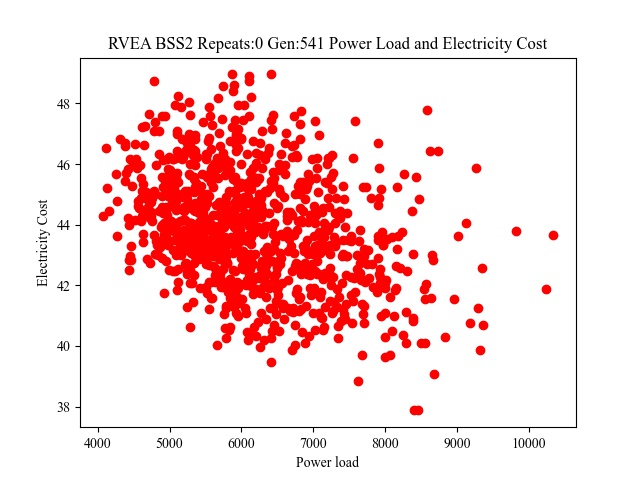 RVEA BSS2 Repeats:0 Gen:541 Power Load and Electricity Cost
48
46
44
42
40
38
Electricity Cost
4000 5000 6000 7000 8000 9000 10000
Power load